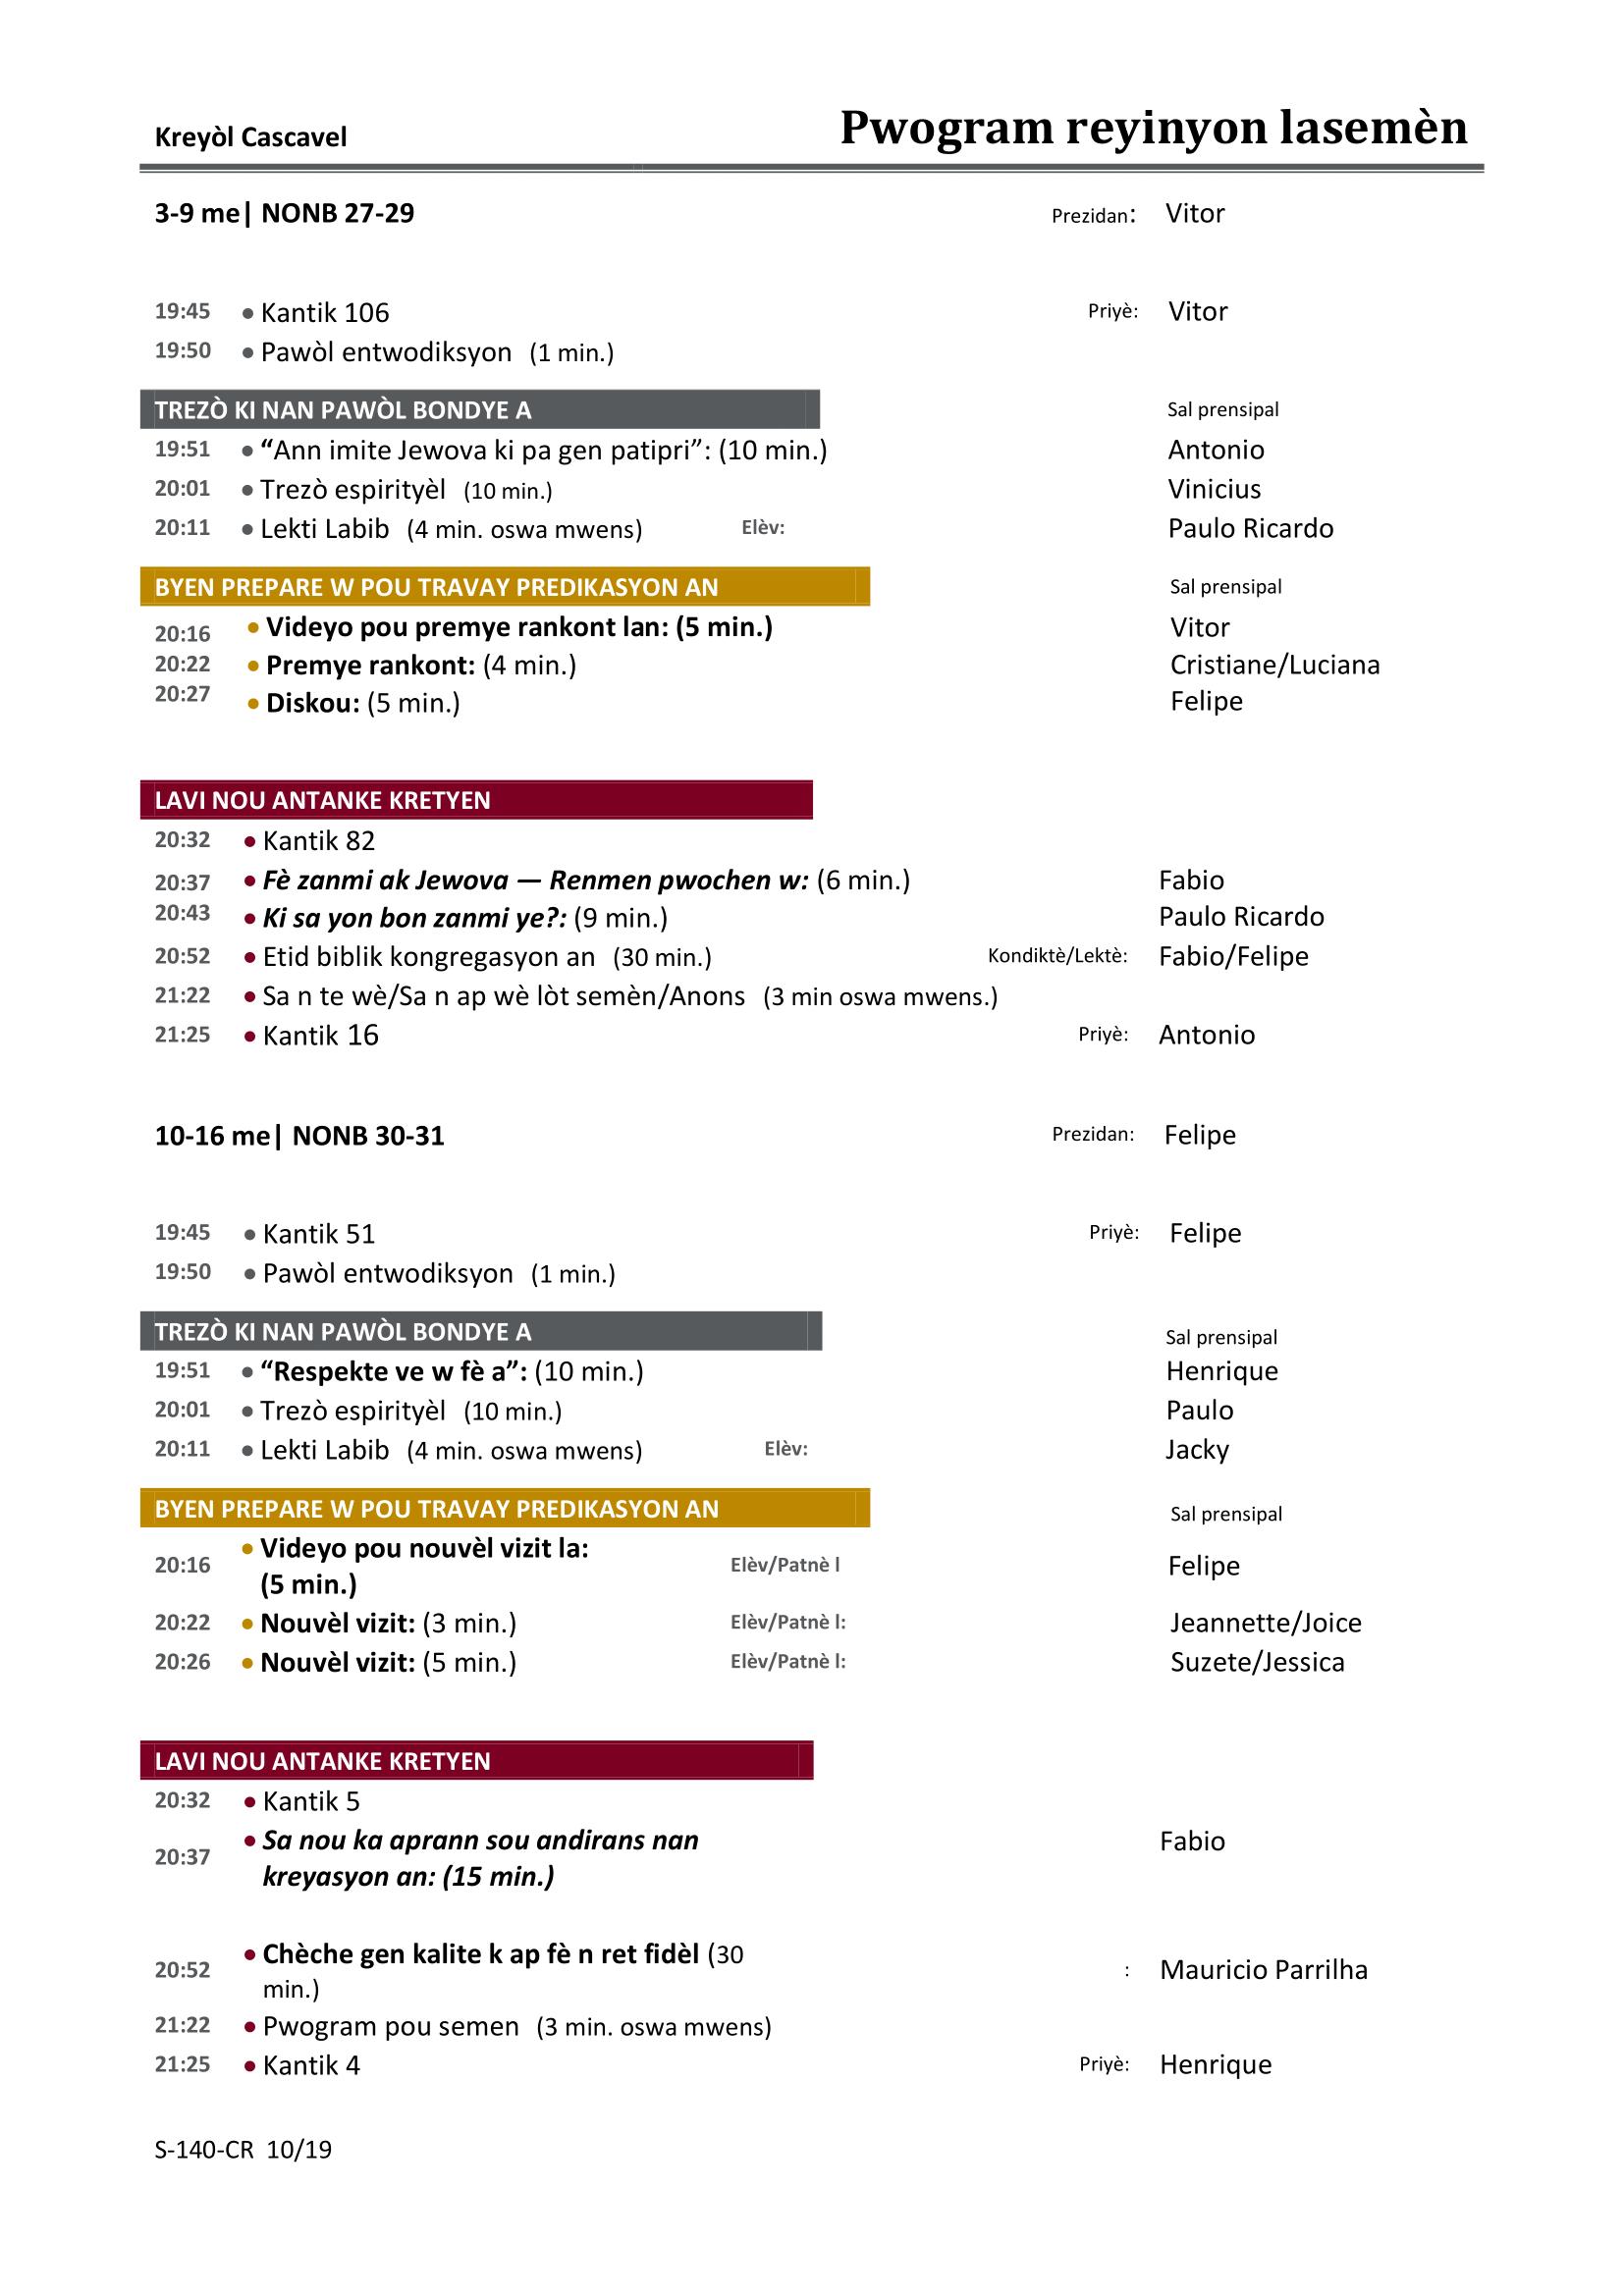 Kreyòl Cascavel Pwogram reyinyon lasemèn
3-9 me| NONB 27-29 Prezidan: Vitor
19:45 • Kantik 106 Priyè: Vitor
19:50 • Pawòl entwodiksyon (1 min.)
TREZÒ KI NAN PAWÒL BONDYE A Sal prensipal
19:51 • “Ann imite Jewova ki pa gen patipri”: (10 min.) Antonio
20:01 • Trezò espirityèl (10 min.) Vinicius
20:11 • Lekti Labib (4 min. oswa mwens) Elèv: Paulo Ricardo
BYEN PREPARE W POU TRAVAY PREDIKASYON AN Sal prensipal
20:16 • Videyo pou premye rankont lan: (5 min.) Vitor
20:22 • Premye rankont: (4 min.) Cristiane/Luciana
20:27 • Diskou: (5 min.) Felipe
LAVI NOU ANTANKE KRETYEN
20:32 • Kantik 82
20:37 • Fè zanmi ak Jewova — Renmen pwochen w: (6 min.) Fabio
20:43 • Ki sa yon bon zanmi ye?: (9 min.) Paulo Ricardo
20:52 • Etid biblik kongregasyon an (30 min.) Kondiktè/Lektè: Fabio/Felipe
21:22 • Sa n te wè/Sa n ap wè lòt semèn/Anons (3 min oswa mwens.)
21:25 • Kantik 16 Priyè: Antonio
10-16 me| NONB 30-31 Prezidan: Felipe
19:45 • Kantik 51 Priyè: Felipe
19:50 • Pawòl entwodiksyon (1 min.)
TREZÒ KI NAN PAWÒL BONDYE A Sal prensipal
19:51 • “Respekte ve w fè a”: (10 min.) Henrique
20:01 • Trezò espirityèl (10 min.) Paulo
20:11 • Lekti Labib (4 min. oswa mwens) Elèv: Jacky
BYEN PREPARE W POU TRAVAY PREDIKASYON AN Sal prensipal
20:16 • Videyo pou nouvèl vizit la: Elèv/Patnè l Felipe
(5 min.)
20:22 • Nouvèl vizit: (3 min.) Elèv/Patnè l: Jeannette/Joice
20:26 • Nouvèl vizit: (5 min.) Elèv/Patnè l: Suzete/Jessica
LAVI NOU ANTANKE KRETYEN
20:32 • Kantik 5
20:37 • Sa nou ka aprann sou andirans nan Fabio
kreyasyon an: (15 min.)
20:52 • Chèche gen kalite k ap fè n ret fidèl (30 : Mauricio Parrilha
min.)
21:22 • Pwogram pou semen (3 min. oswa mwens)
21:25 • Kantik 4 Priyè: Henrique
S-140-CR 10/19